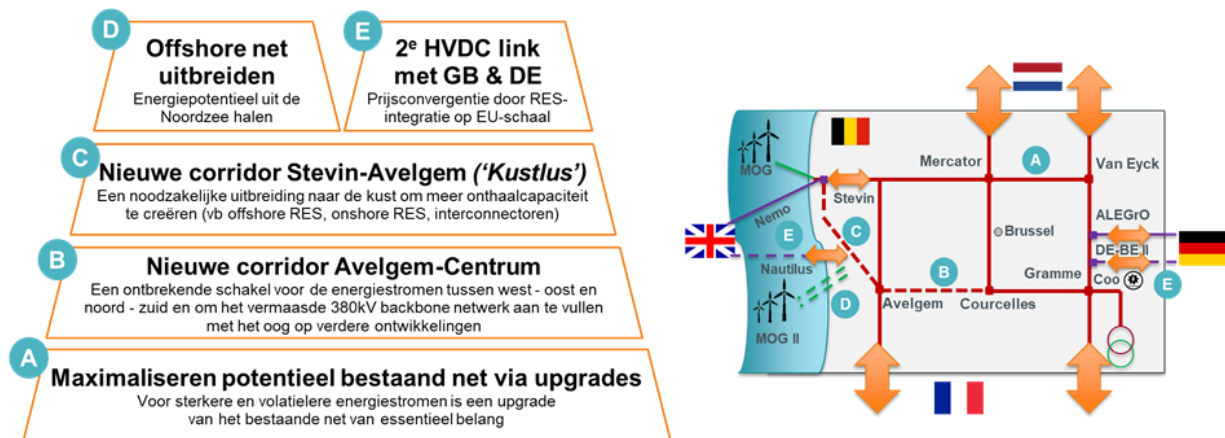 D
Offshore net
uitbreiden
Energiepotentieel uit de
Noordzee halen
E
2e HVDC link
met GB & DE
Prijsconvergentie door RES-
integratie op EU-schaal
C
Nieuwe corridor Stevin-Avelgem (‘Kustlus’)
Een noodzakelijke uitbreiding naar de kust om meer onthaalcapaciteit
te creëren (vb offshore RES, onshore RES, interconnectoren)
B
Nieuwe corridor Avelgem-Centrum
Een ontbrekende schakel voor de energiestromen tussen west - oost en
noord - zuid en om het vermaasde 380kV backbone netwerk aan te vullen
met het oog op verdere ontwikkelingen
A
Maximaliseren potentieel bestaand net via upgrades
Voor sterkere en volatielere energiestromen is een upgrade
van het bestaande net van essentieel belang
MOG
Mercator
A
Van Eyck
Stevin
Nemo
ALEGrO
C
Brussel
E
DE-BE II
Nautilus
B
Gramme
Coo
E
D
Avelgem
Courcelles
MOG II